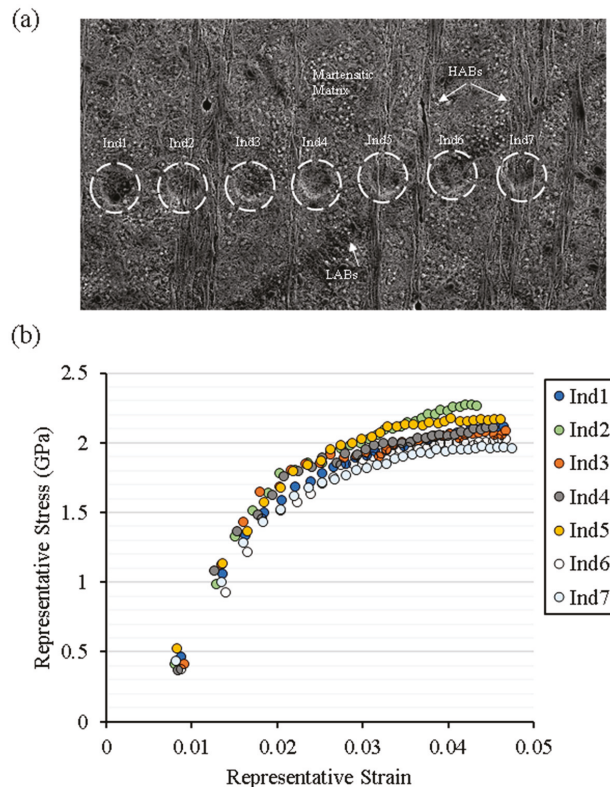 (a)
Martensitic
Matrix
HABs
Ind1 Ind2 Ind3 Ind4 Ind5 Ind6 Ind7
LABs
(b)
Representative Stress (GPa)
2.5
2
1.5
1
0.5
0
0 0.01 0.02 0.03 0.04 0.05
Representative Strain
Ind1
Ind2
Ind3
Ind4
Ind5
Ind6
Ind7